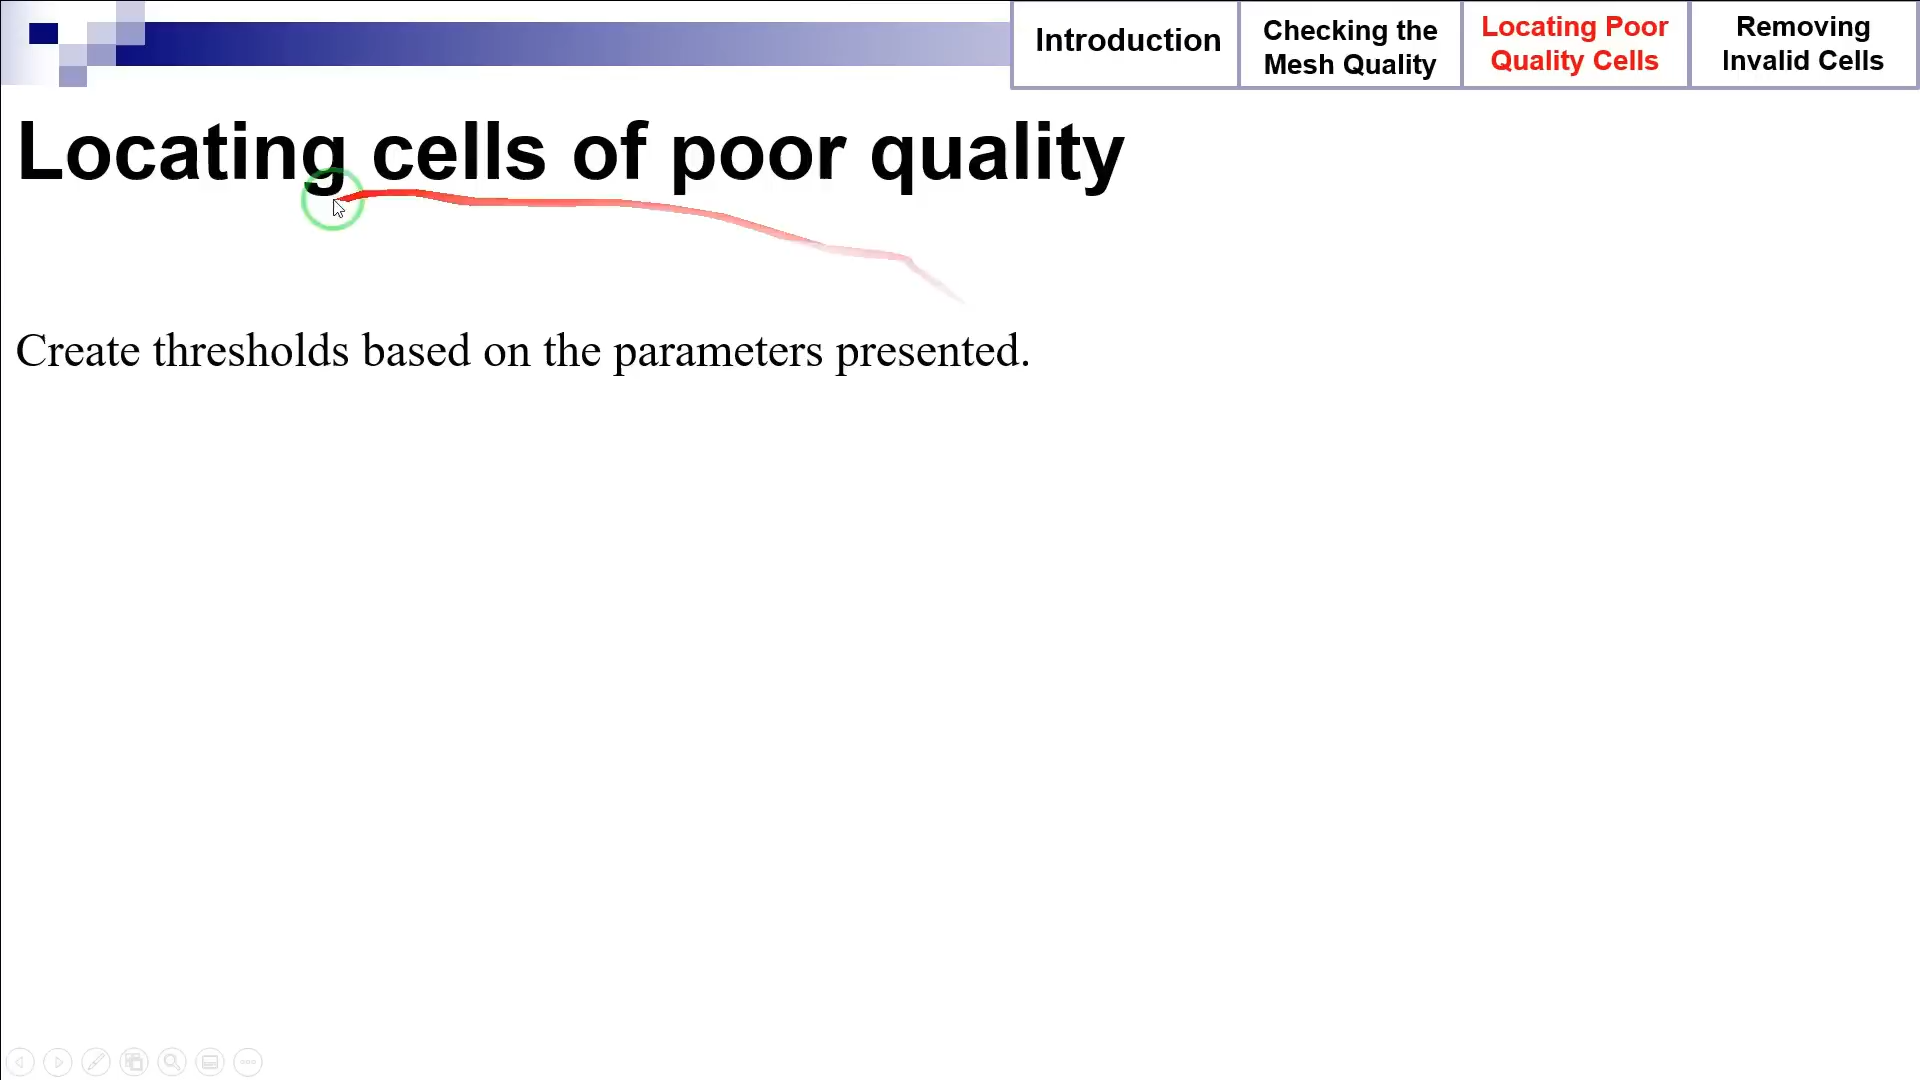 Introduction
Checking the
Mesh Quality
Locating Poor
Quality Cells
Removing
Invalid Cells
Locating cells of poor quality
Create thresholds based on the parameters presented.